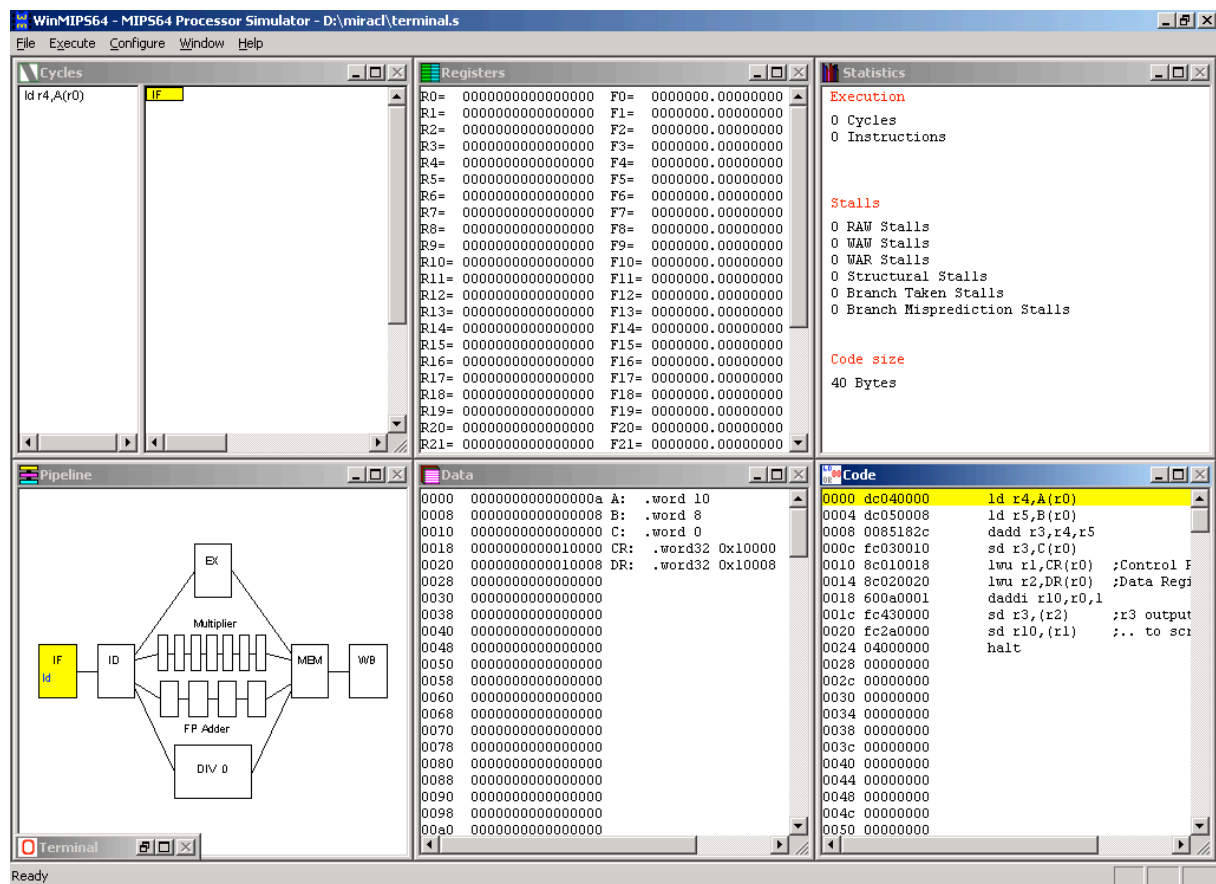 WinMIPS64 - MIPS64 Processor Simulator - D:\miracl\terminal.s
File Execute Configure Window Help
Cycles
ld r4,A(r0)
IF
Registers
R0= 0000000000000000 F0= 0000000.00000000
R1= 0000000000000000 F1= 0000000.00000000
R2= 0000000000000000 F2= 0000000.00000000
R3= 0000000000000000 F3= 0000000.00000000
R4= 0000000000000000 F4= 0000000.00000000
R5= 0000000000000000 F5= 0000000.00000000
R6= 0000000000000000 F6= 0000000.00000000
R7= 0000000000000000 F7= 0000000.00000000
R8= 0000000000000000 F8= 0000000.00000000
R9= 0000000000000000 F9= 0000000.00000000
R10= 0000000000000000 F10= 0000000.00000000
R11= 0000000000000000 F11= 0000000.00000000
R12= 0000000000000000 F12= 0000000.00000000
R13= 0000000000000000 F13= 0000000.00000000
R14= 0000000000000000 F14= 0000000.00000000
R15= 0000000000000000 F15= 0000000.00000000
R16= 0000000000000000 F16= 0000000.00000000
R17= 0000000000000000 F17= 0000000.00000000
R18= 0000000000000000 F18= 0000000.00000000
R19= 0000000000000000 F19= 0000000.00000000
R20= 0000000000000000 F20= 0000000.00000000
R21= 0000000000000000 F21= 0000000.00000000
Statistics
Execution
0 Cycles
0 Instructions
Stalls
0 RAW Stalls
0 WAW Stalls
0 WAR Stalls
0 Structural Stalls
0 Branch Taken Stalls
0 Branch Misprediction Stalls
Code size
40 Bytes
Pipeline
EX
Multiplier
IF
ld
ID
MEM
WB
FP Adder
DIV 0
Terminal
Data
0000 000000000000000a A: .word 10
0008 0000000000000008 B: .word 8
0010 0000000000000000 C: .word 0
0018 0000000000010000 CR: .word32 0x10000
0020 0000000000010008 DR: .word32 0x10008
0028 0000000000000000
0030 0000000000000000
0038 0000000000000000
0040 0000000000000000
0048 0000000000000000
0050 0000000000000000
0058 0000000000000000
0060 0000000000000000
0068 0000000000000000
0070 0000000000000000
0078 0000000000000000
0080 0000000000000000
0088 0000000000000000
0090 0000000000000000
0098 0000000000000000
00a0 0000000000000000
Code
0000 dc040000 ld r4,A(r0)
0004 dc050008 ld r5,B(r0)
0008 0085182c dadd r3,r4,r5
000c fc030010 sd r3,C(r0)
0010 8c010018 lwu r1,CR(r0) ;Control
0014 8c020020 lwu r2,DR(r0) ;Data Regi
0018 600a0001 daddi r10,r0,1
001c fc430000 sd r3,(r2) ;r3 output
0020 fc2a0000 sd r10,(r1) ;.. to scr
0024 04000000 halt
0028 00000000
002c 00000000
0030 00000000
0034 00000000
0038 00000000
003c 00000000
0040 00000000
0044 00000000
0048 00000000
004c 00000000
0050 00000000
Ready